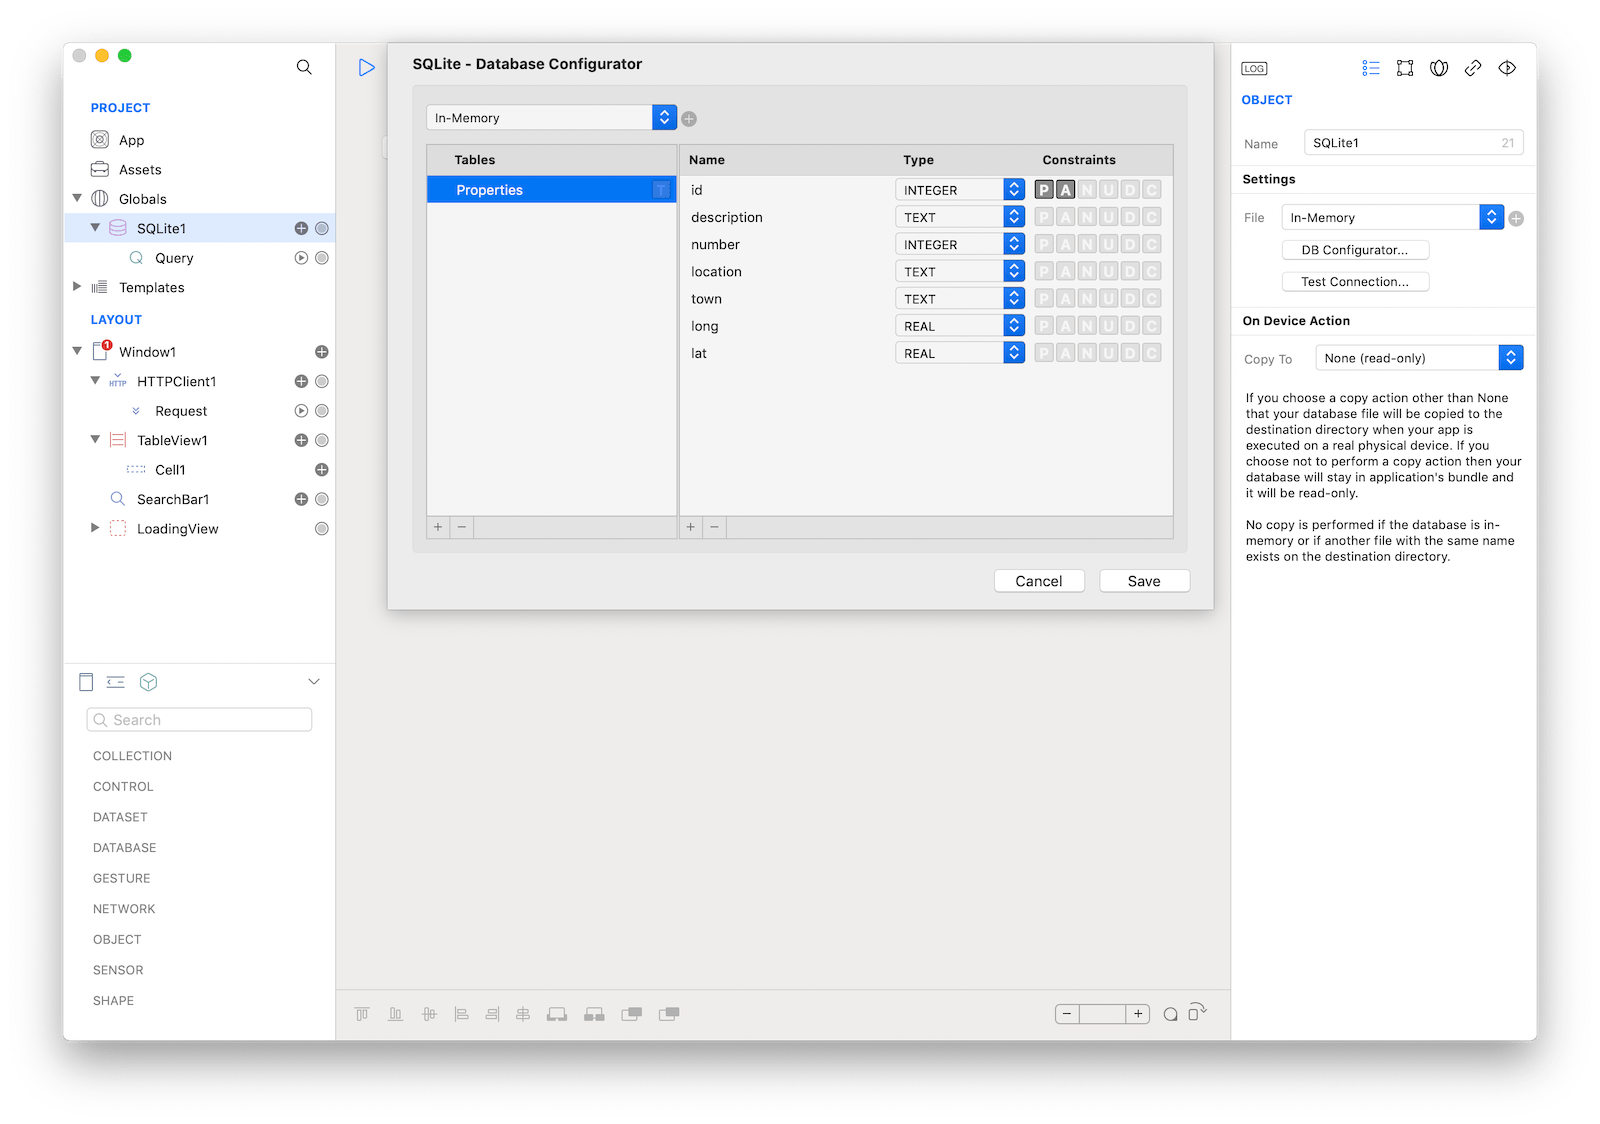 PROJECT
App
Assets
Globals
SQLite1
Query
Templates
LAYOUT
1
Window1
HTTP
HTTPClient1
Request
TableView1
Cell1
SearchBar1
LoadingView
Search
COLLECTION
CONTROL
DATASET
DATABASE
GESTURE
NETWORK
OBJECT
SENSOR
SHAPE
SQLite - Database Configurator
In-Memory
Tables
Properties T
Name Type Constraints
id INTEGER P A N U D C
description TEXT P A N U D C
number INTEGER P A N U D C
location TEXT P A N U D C
town TEXT P A N U D C
long REAL P A N U D C
lat REAL P A N U D C
+ − + −
Cancel Save
− +
LOG
OBJECT
Name SQLite1 21
Settings
File In-Memory
DB Configurator...
Test Connection...
On Device Action
Copy To None (read-only)
If you choose a copy action other than None
that your database file will be copied to the
destination directory when your app is
executed on a real physical device. If you
choose not to perform a copy action then your
database will stay in application's bundle and
it will be read-only.
No copy is performed if the database is in-
memory or if another file with the same name
exists on the destination directory.